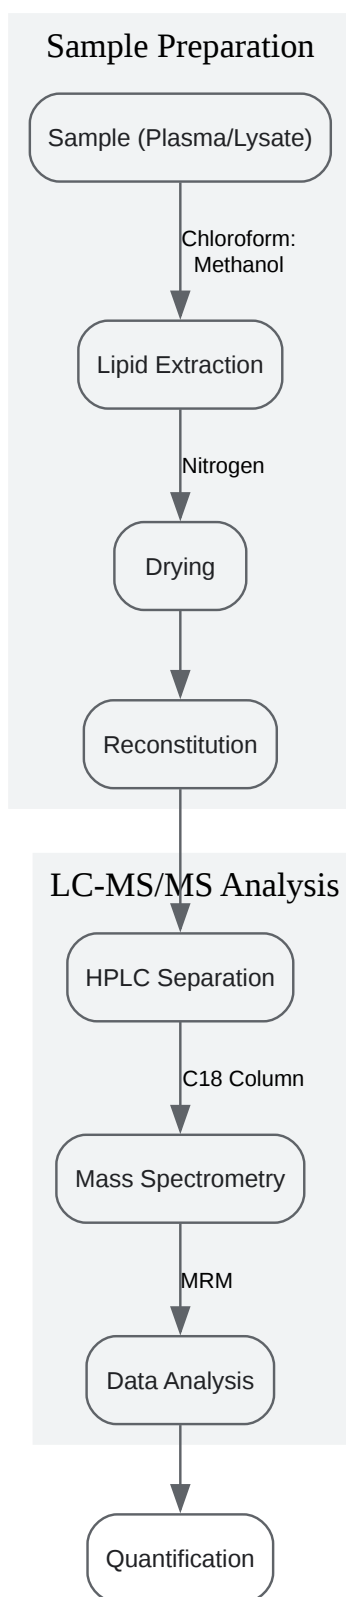 Sample Preparation
Sample (Plasma/Lysate)
Chloroform:
Methanol
Lipid Extraction
Nitrogen
Drying
Reconstitution
LC-MS/MS Analysis
HPLC Separation
C18 Column
Mass Spectrometry
MRM
Data Analysis
Quantification